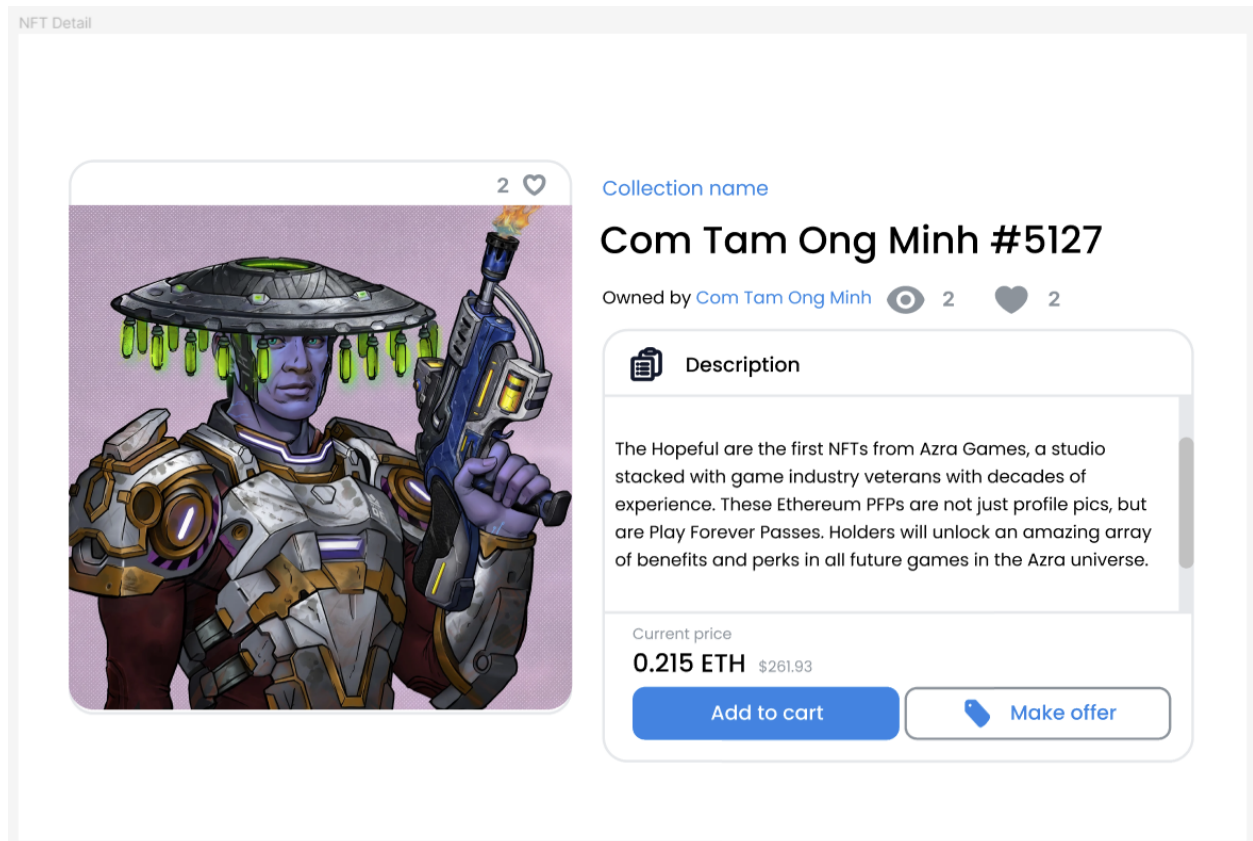 NFT Detail
2
Collection name
Com Tam Ong Minh #5127
Owned by Com Tam Ong Minh 2 2
Description
The Hopeful are the first NFTs from Azra Games, a studio
stacked with game industry veterans with decades of
experience. These Ethereum PFPs are not just profile pics, but
are Play Forever Passes. Holders will unlock an amazing array
of benefits and perks in all future games in the Azra universe.
Current price
0.215 ETH $261.93
Add to cart Make offer